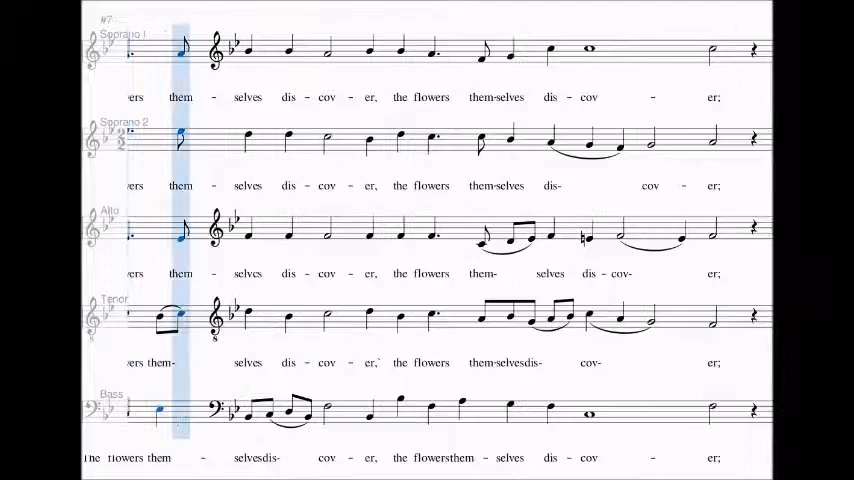 #7
Soprano 1
ers them - selves dis - cov - er, the flowers them-selves dis - cov - er;
Soprano 2
ers them - selves dis - cov - er, the flowers them-selves dis- cov - er;
Alto
ers them - selves dis - cov - er, the flowers them- selves dis - cov- er;
Tenor
ers them- selves dis - cov - er,` the flowers them-selvesdis- cov- er;
Bass
The flowers them - selvesdis- cov - er, the flowersthem - selves dis - cov - er;